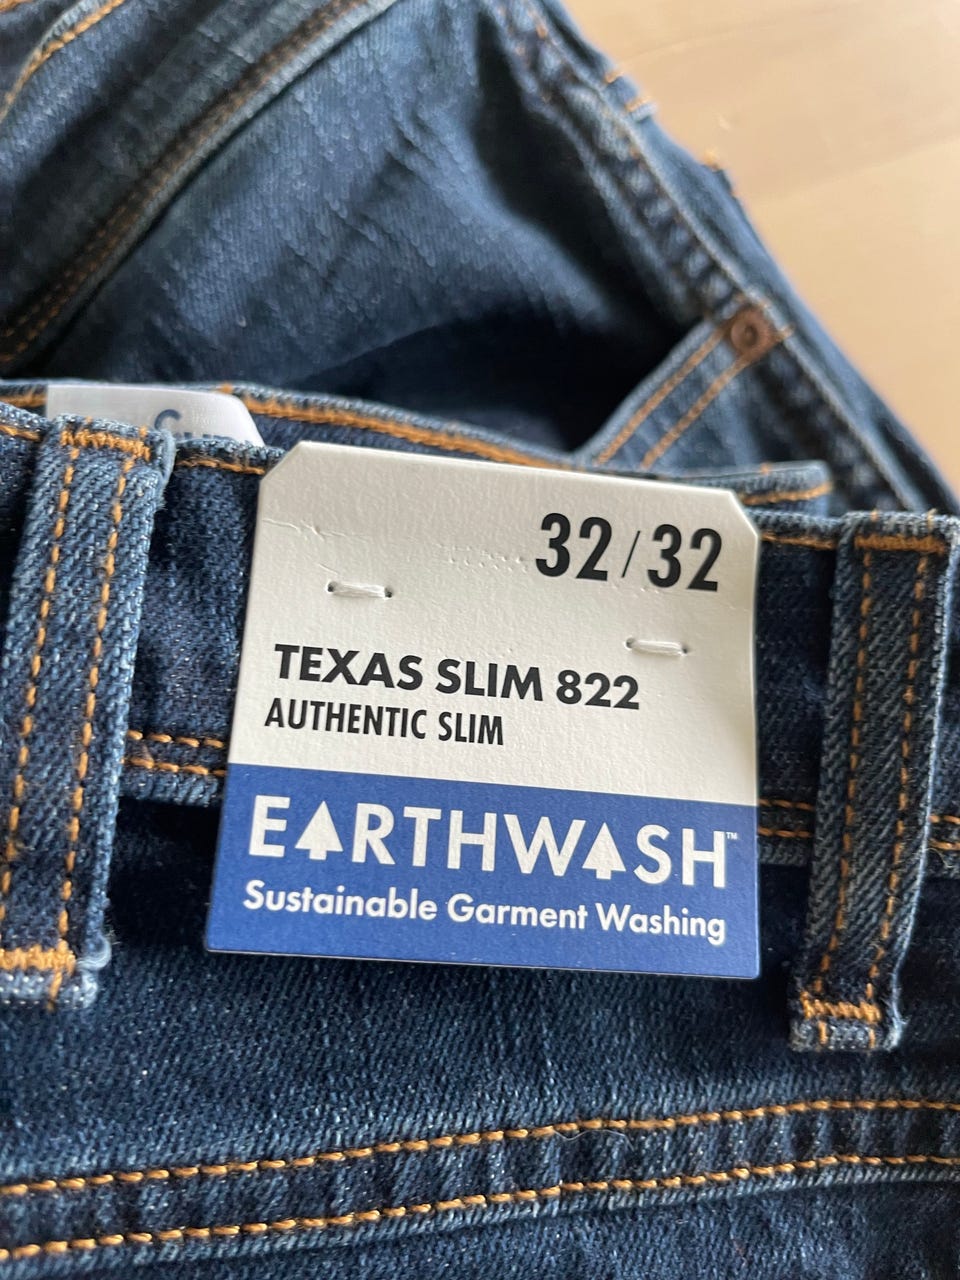 32/32
TEXAS SLIM 822
AUTHENTIC SLIM
EARTHWASH™
Sustainable Garment Washing